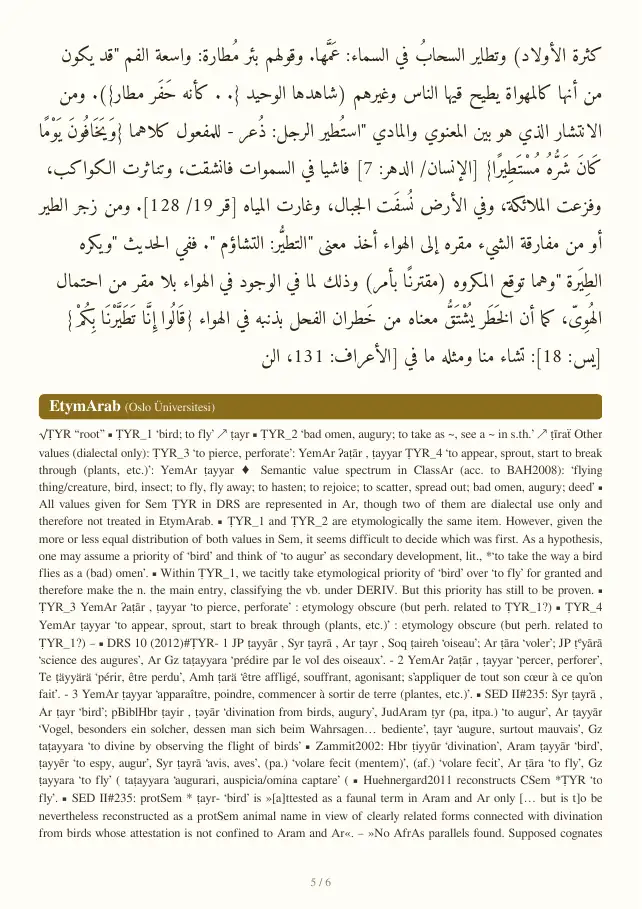 كثرة الأولاد) وتطاير السحابُ في السماء: عَمَّها. وقولهم بئر مُطارة: واسعة الفم "قد يكون
من أنها كالمهواة يطيح فيها الناس وغيرهم (شاهدها الوحيد {. . كأنه حَفَر مطار}). ومن
الانتشار الذي هو بين المعنوي والمادي "استُطير الرجل: ذُعر - للمفعول كلاهما {وَيَخَافُونَ يَوْمًا
كَانَ شَرُّهُ مُسْتَطِيرًا} [الإنسان/ الدهر: 7] فاشيا في السموات فانشقت، وتناثرت الكواكب،
وفزعت الملائكة، وفي الأرض نُسفَت الجبال، وغارت المياه [قر 19/ 128]. ومن زجر الطير
أو من مفارقة الشيء مقره إلى الهواء أخذ معنى "التطيُّر: التشاؤم ". ففي الحديث "ويكره
الطِيَرة "وهما توقع المكروه (مقترنًا بأمر) وذلك لما في الوجود في الهواء بلا مقر من احتمال
الهُوِىّ، كما أن الخَطَر يُشْتَقُّ معناه من خَطران الفحل بذنبه في الهواء {قَالُوا إِنَّا تَطَيَّرْنَا بِكُمْ}
[يس: 18]: تشاء منا ومثله ما في [الأعراف: 131، الن
EtymArab (Oslo Üniversitesi)
√ṬYR “root” ▪ ṬYR_1 ‘bird; to fly’ ↗ ṭayr ▪ ṬYR_2 ‘bad omen, augury; to take as ~, see a ~ in s.th.’ ↗ ṭīraẗ Other
values (dialectal only): ṬYR_3 ‘to pierce, perforate’: YemAr ʔaṭār , ṭayyar ṬYR_4 ‘to appear, sprout, start to break
through (plants, etc.)’: YemAr ṭayyar ♦ Semantic value spectrum in ClassAr (acc. to BAH2008): ‘flying
thing/creature, bird, insect; to fly, fly away; to hasten; to rejoice; to scatter, spread out; bad omen, augury; deed’ ▪
All values given for Sem ṬYR in DRS are represented in Ar, though two of them are dialectal use only and
therefore not treated in EtymArab. ▪ ṬYR_1 and ṬYR_2 are etymologically the same item. However, given the
more or less equal distribution of both values in Sem, it seems difficult to decide which was first. As a hypothesis,
one may assume a priority of ‘bird’ and think of ‘to augur’ as secondary development, lit., *‘to take the way a bird
flies as a (bad) omen’. ▪ Within ṬYR_1, we tacitly take etymological priority of ‘bird’ over ‘to fly’ for granted and
therefore make the n. the main entry, classifying the vb. under DERIV. But this priority has still to be proven. ▪
ṬYR_3 YemAr ʔaṭār , ṭayyar ‘to pierce, perforate’ : etymology obscure (but perh. related to ṬYR_1?) ▪ ṬYR_4
YemAr ṭayyar ‘to appear, sprout, start to break through (plants, etc.)’ : etymology obscure (but perh. related to
ṬYR_1?) – ▪ DRS 10 (2012)#ṬYR- 1 JP ṭayyār , Syr ṭayrā , Ar ṭayr , Soq ṭaireh ‘oiseau’; Ar ṭāra ‘voler’; JP ṭᵉyārā
‘science des augures’, Ar Gz taṭayyara ‘prédire par le vol des oiseaux’. - 2 YemAr ʔaṭār , ṭayyar ‘percer, perforer’,
Te ṭäyyärä ‘périr, être perdu’, Amh ṭarä ‘être affligé, souffrant, agonisant; s’appliquer de tout son cœur à ce qu’on
fait’. - 3 YemAr ṭayyar ‘apparaître, poindre, commencer à sortir de terre (plantes, etc.)’. ▪ SED II#235: Syr ṭayrā ,
Ar ṭayr ‘bird’; pBiblHbr ṭayir , ṭəyār ‘divination from birds, augury’, JudAram ṭyr (pa, itpa.) ‘to augur’, Ar ṭayyār
‘Vogel, besonders ein solcher, dessen man sich beim Wahrsagen… bediente’, ṭayr ‘augure, surtout mauvais’, Gz
taṭayyara ‘to divine by observing the flight of birds’ ▪ Zammit2002: Hbr ṭiyyūr ‘divination’, Aram ṭayyār ‘bird’,
ṭayyēr ‘to espy, augur’, Syr ṭayrā ‘avis, aves’, (pa.) ‘volare fecit (mentem)’, (af.) ‘volare fecit’, Ar ṭāra ‘to fly’, Gz
ṭayyara ‘to fly’ ( taṭayyara ‘augurari, auspicia/omina captare’ ( ▪ Huehnergard2011 reconstructs CSem *ṬYR ‘to
fly’. ▪ SED II#235: protSem * ṭayr- ‘bird’ is »[a]ttested as a faunal term in Aram and Ar only [… but is t]o be
nevertheless reconstructed as a protSem animal name in view of clearly related forms connected with divination
from birds whose attestation is not confined to Aram and Ar«. – »No AfrAs parallels found. Supposed cognates
5 / 6